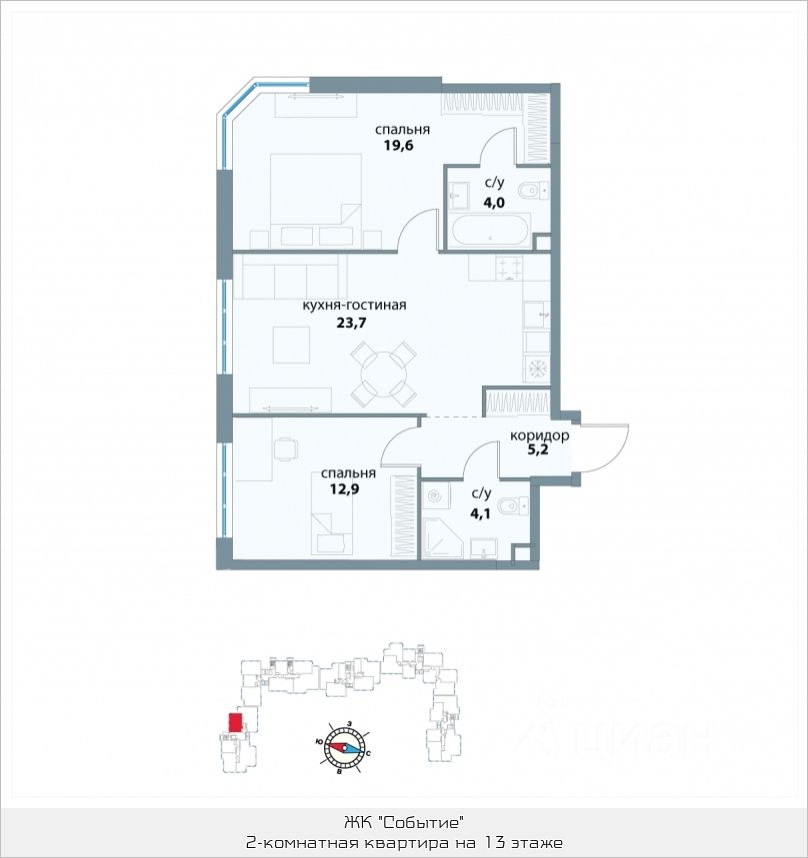 спальня
19,6
с/у
4,0
кухня-гостиная
23,7
коридор
5,2
спальня
12,9
с/у
4,1
З
Ю
С
В
циан
ЖК "Событие"
2-комнатная квартира на 13 этаже